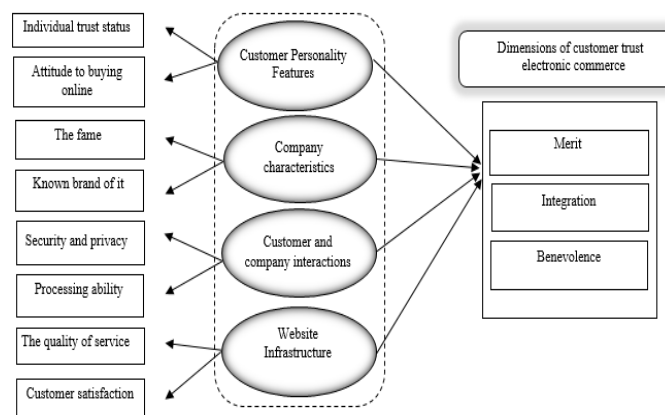 Individual trust status
Attitude to buying
online
The fame
Known brand of it
Security and privacy
Processing ability
The quality of service
Customer satisfaction
Customer Personality
Features
Company
characteristics
Customer and
company interactions
Website
Infrastructure
Dimensions of customer trust
electronic commerce
Merit
Integration
Benevolence